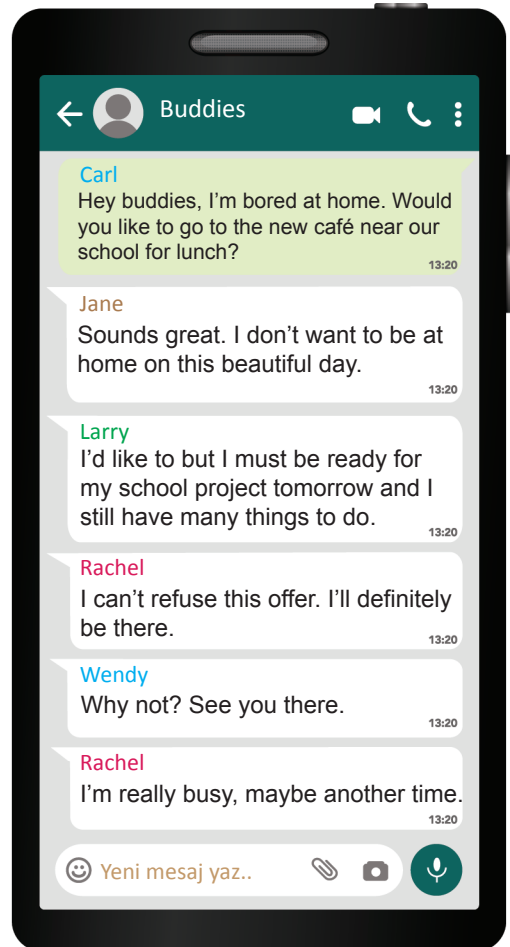 Buddies
Carl
Hey buddies, I'm bored at home. Would
you like to go to the new café near our
school for lunch?
13:20
Jane
Sounds great. I don't want to be at
home on this beautiful day.
13:20
Larry
I'd like to but I must be ready for
my school project tomorrow and I
still have many things to do.
13:20
Rachel
I can't refuse this offer. I'll definitely
be there.
13:20
Wendy
Why not? See you there.
13:20
Rachel
I'm really busy, maybe another time.
13:20
Yeni mesaj yaz..